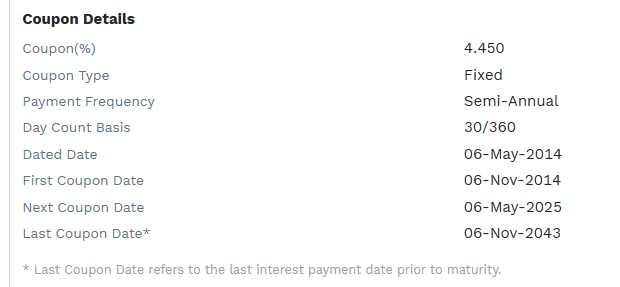 Coupon Details
Coupon(%) 4.450
Coupon Type Fixed
Payment Frequency Semi-Annual
Day Count Basis 30/360
Dated Date 06-May-2014
First Coupon Date 06-Nov-2014
Next Coupon Date 06-May-2025
Last Coupon Date* 06-Nov-2043
* Last Coupon Date refers to the last interest payment date prior to maturity.